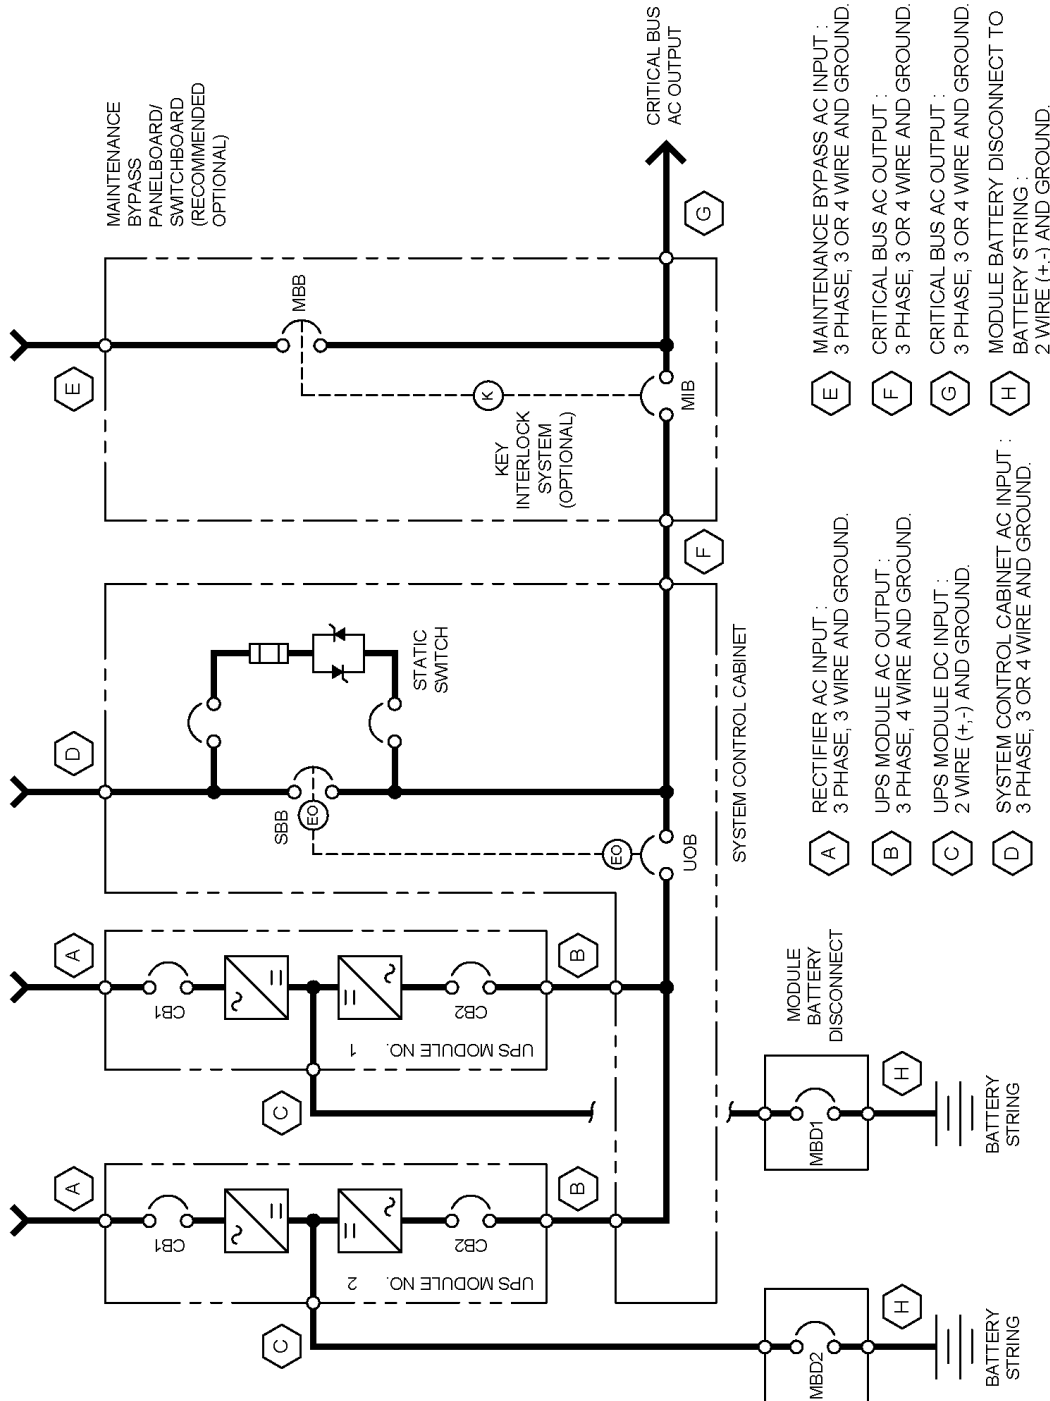 MAINTENANCE
BYPASS
PANELBOARD/
SWITCHBOARD
(RECOMMENDED
OPTIONAL)
CRITICAL BUS
AC OUTPUT
E
MBB
K
KEY
INTERLOCK
SYSTEM
(OPTIONAL)
MIB
G
F
D
SBB
EO
STATIC
SWITCH
EO
UOB
SYSTEM CONTROL CABINET
A
CB1
CB2
UPS MODULE NO. 1
B
C
A
CB1
CB2
UPS MODULE NO. 2
B
C
MODULE
BATTERY
DISCONNECT
MBD1
H
BATTERY
STRING
MBD2
H
BATTERY
STRING
A
RECTIFIER AC INPUT :
3 PHASE, 3 WIRE AND GROUND.
B
UPS MODULE AC OUTPUT :
3 PHASE, 4 WIRE AND GROUND.
C
UPS MODULE DC INPUT :
2 WIRE (+,-) AND GROUND.
D
SYSTEM CONTROL CABINET AC INPUT :
3 PHASE, 3 OR 4 WIRE AND GROUND.
E
MAINTENANCE BYPASS AC INPUT :
3 PHASE, 3 OR 4 WIRE AND GROUND.
F
CRITICAL BUS AC OUTPUT :
3 PHASE, 3 OR 4 WIRE AND GROUND.
G
CRITICAL BUS AC OUTPUT :
3 PHASE, 3 OR 4 WIRE AND GROUND.
H
MODULE BATTERY DISCONNECT TO
BATTERY STRING :
2 WIRE (+,-) AND GROUND.